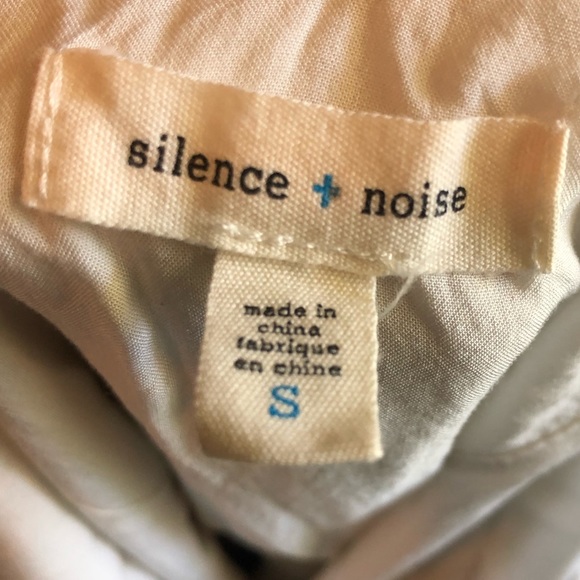 silence + noise
made in
china
fabrique
en chine
S